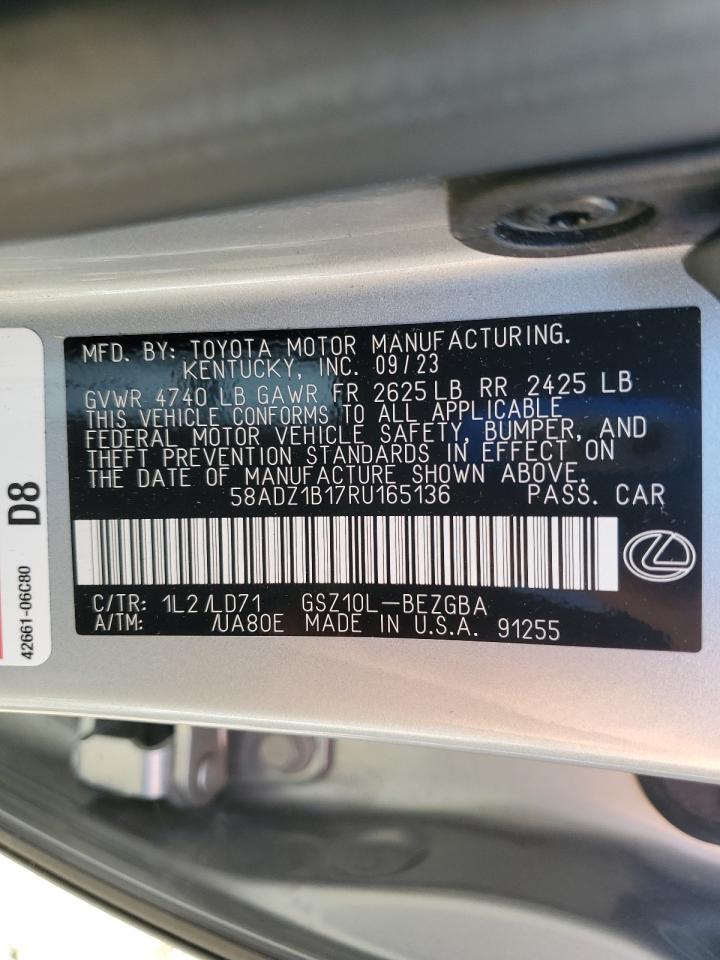 MFD. BY: TOYOTA MOTOR MANUFACTURING.
KENTUCKY, INC. 09/23
GVWR 4740 LB GAWR FR 2625 LB RR 2425 LB
THIS VEHICLE CONFORMS TO ALL APPLICABLE
FEDERAL MOTOR VEHICLE SAFETY, BUMPER, AND
THEFT PREVENTION STANDARDS IN EFFECT ON
THE DATE OF MANUFACTURE SHOWN ABOVE.
58ADZ1B17RU165136 PASS. CAR
C/TR: 1L2 /LD71 GSZ10L-BEZGBA
A/TM: /UA80E MADE IN U.S.A. 91255
D8
42661-06C80